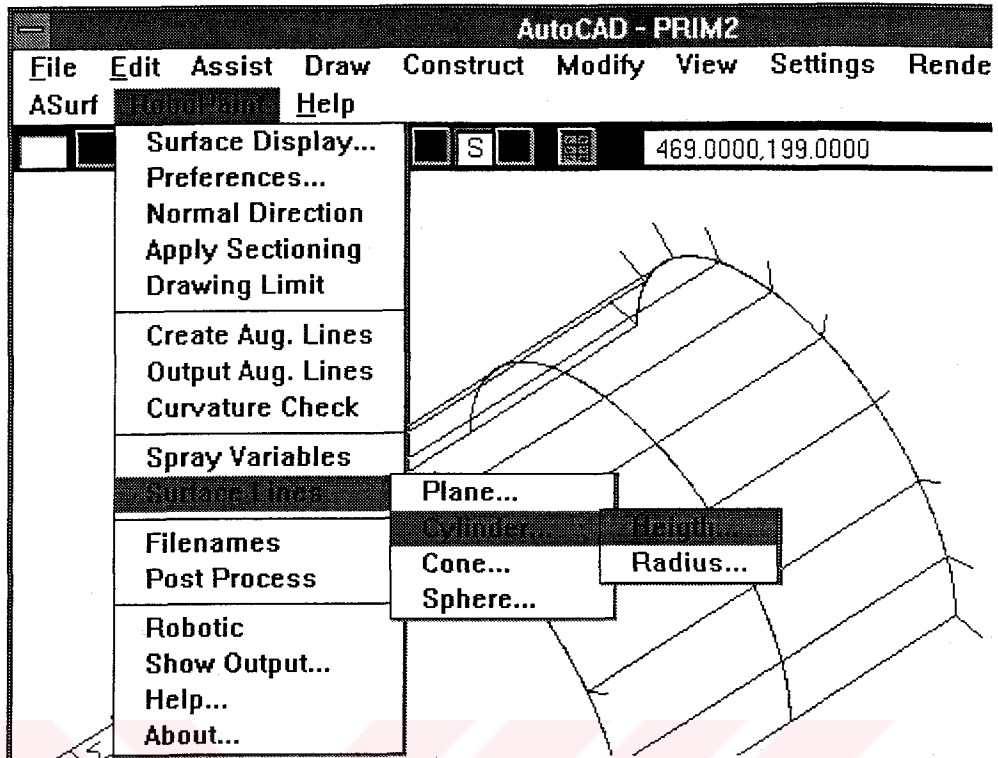 AutoCAD - PRIM2
File Edit Assist Draw Construct Modify View Settings Rende
ASurf RoboPaint Help
S 469.0000,199.0000
Surface Display...
Preferences...
Normal Direction
Apply Sectioning
Drawing Limit
Create Aug. Lines
Output Aug. Lines
Curvature Check
Spray Variables
Surface Lines
Plane...
Cylinder...
Heigth...
Radius...
Cone...
Sphere...
Filenames
Post Process
Robotic
Show Output...
Help...
About...